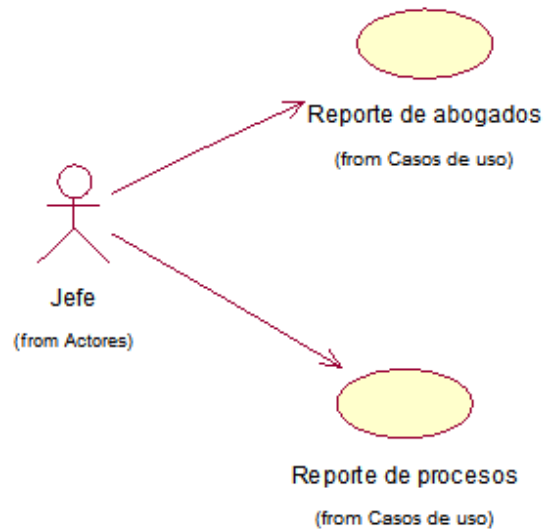 Reporte de abogados
(from Casos de uso)
Jefe
(from Actores)
Reporte de procesos
(from Casos de uso)